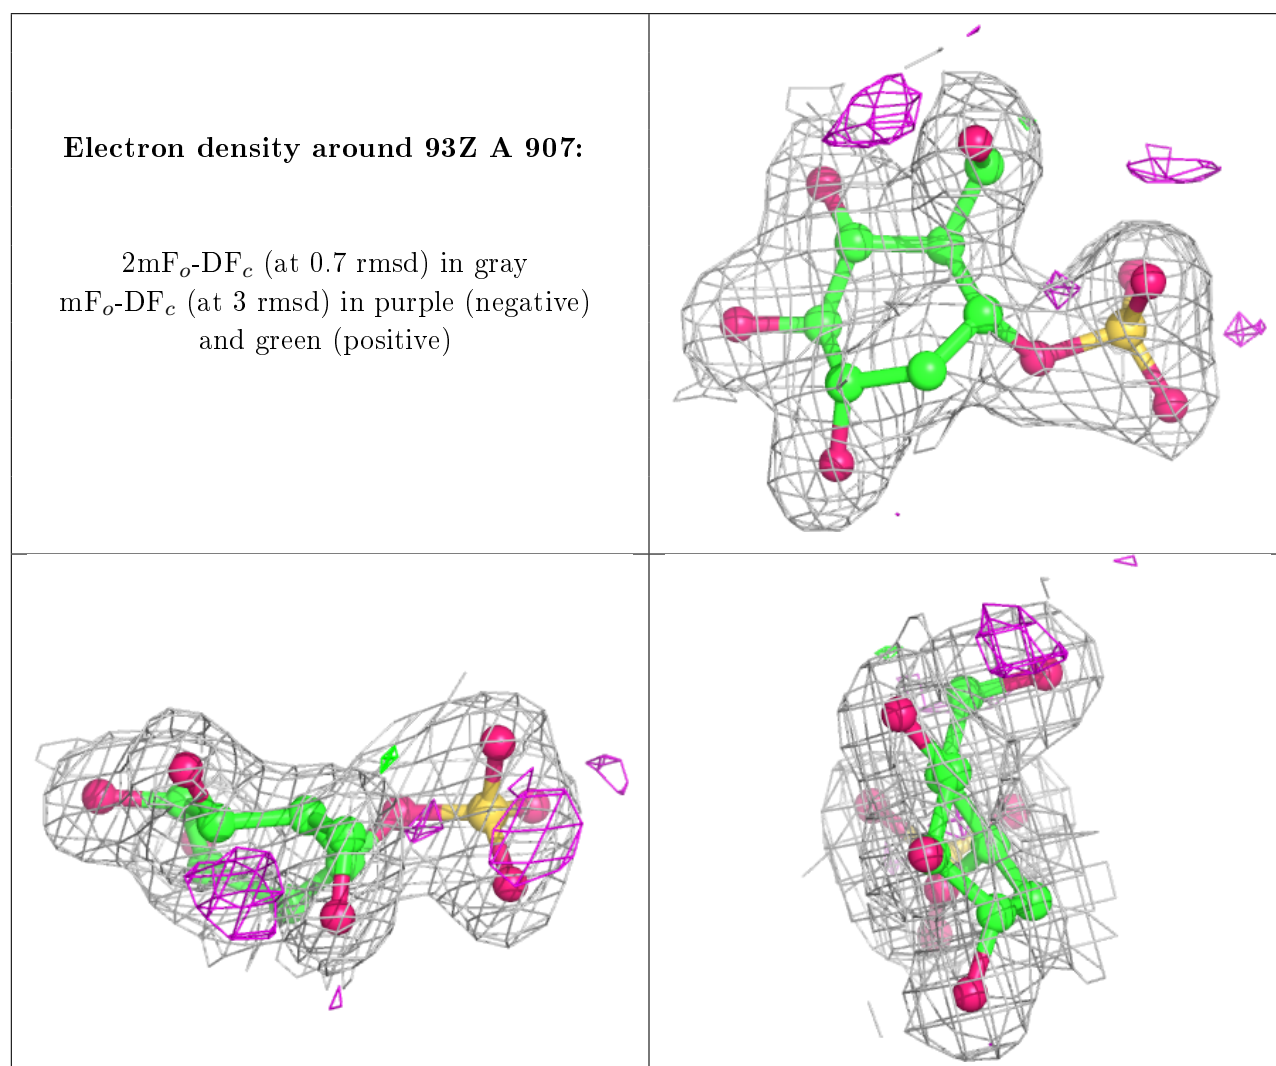 Electron density around 93Z A 907:
2mFo-DFc (at 0.7 rmsd) in gray
mFo-DFc (at 3 rmsd) in purple (negative)
and green (positive)